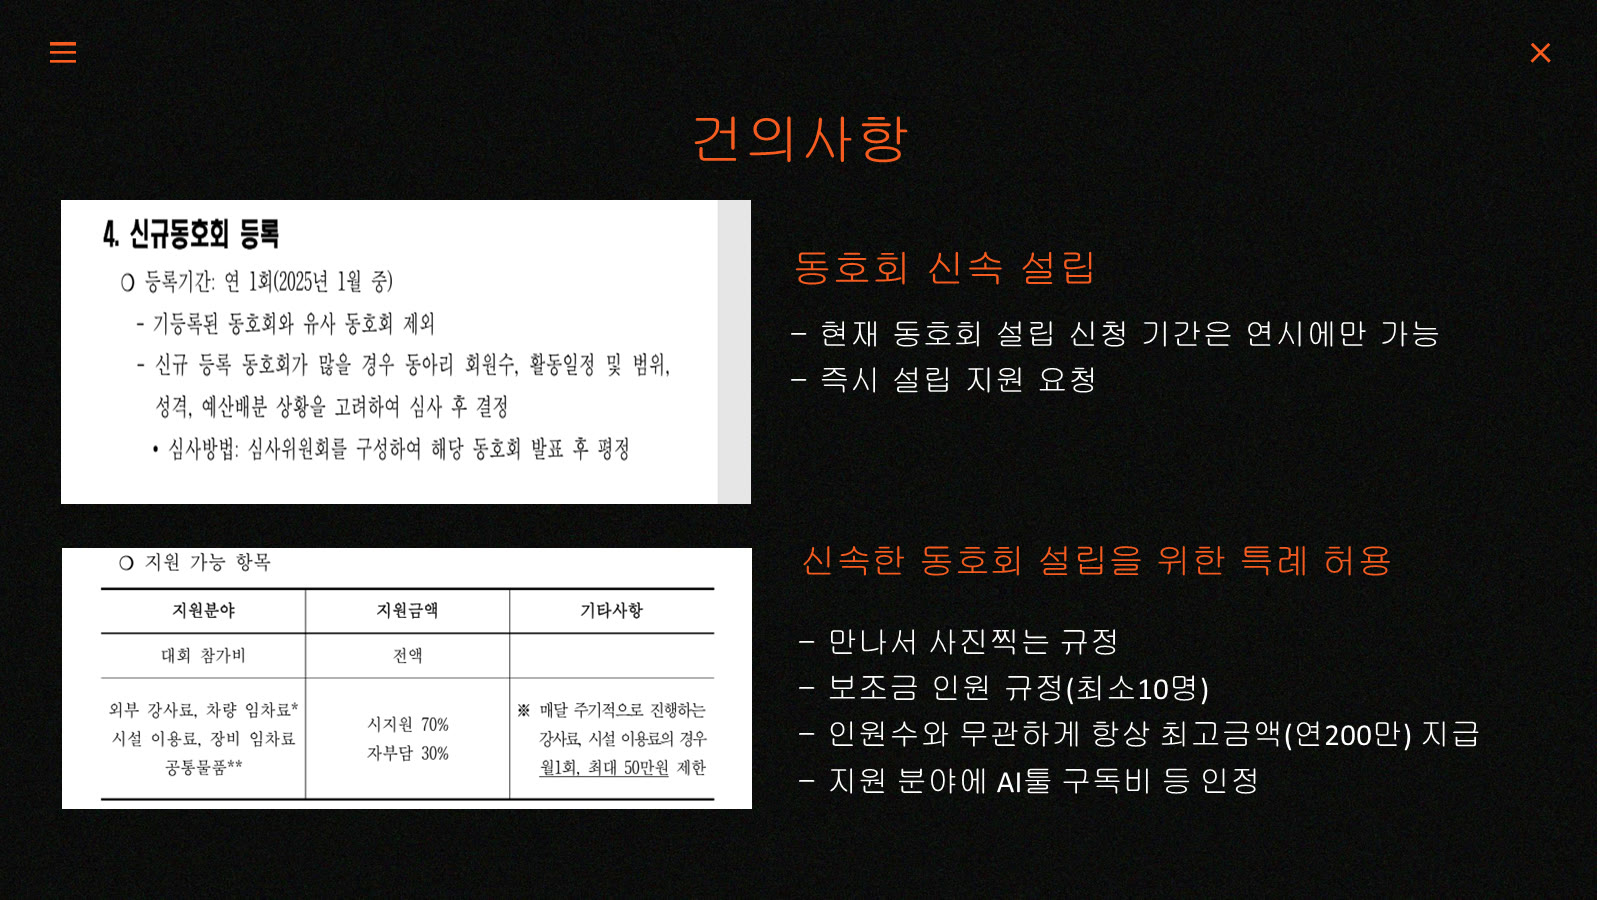 건의사항
4. 신규동호회 등록
❍ 등록기간: 연 1회(2025년 1월 중)
- 기등록된 동호회와 유사 동호회 제외
- 신규 등록 동호회가 많을 경우 동아리 회원수, 활동일정 및 범위,
성격, 예산배분 상황을 고려하여 심사 후 결정
• 심사방법: 심사위원회를 구성하여 해당 동호회 발표 후 평정
동호회 신속 설립
- 현재 동호회 설립 신청 기간은 연시에만 가능
- 즉시 설립 지원 요청
❍ 지원 가능 항목
지원분야 지원금액 기타사항
대회 참가비 전액
외부 강사료, 차량 임차료*
시설 이용료, 장비 임차료
공통물품**
시지원 70%
자부담 30%
※ 매달 주기적으로 진행하는
강사료, 시설 이용료의 경우
월1회, 최대 50만원 제한
신속한 동호회 설립을 위한 특례 허용
- 만나서 사진찍는 규정
- 보조금 인원 규정(최소10명)
- 인원수와 무관하게 항상 최고금액(연200만) 지급
- 지원 분야에 AI툴 구독비 등 인정